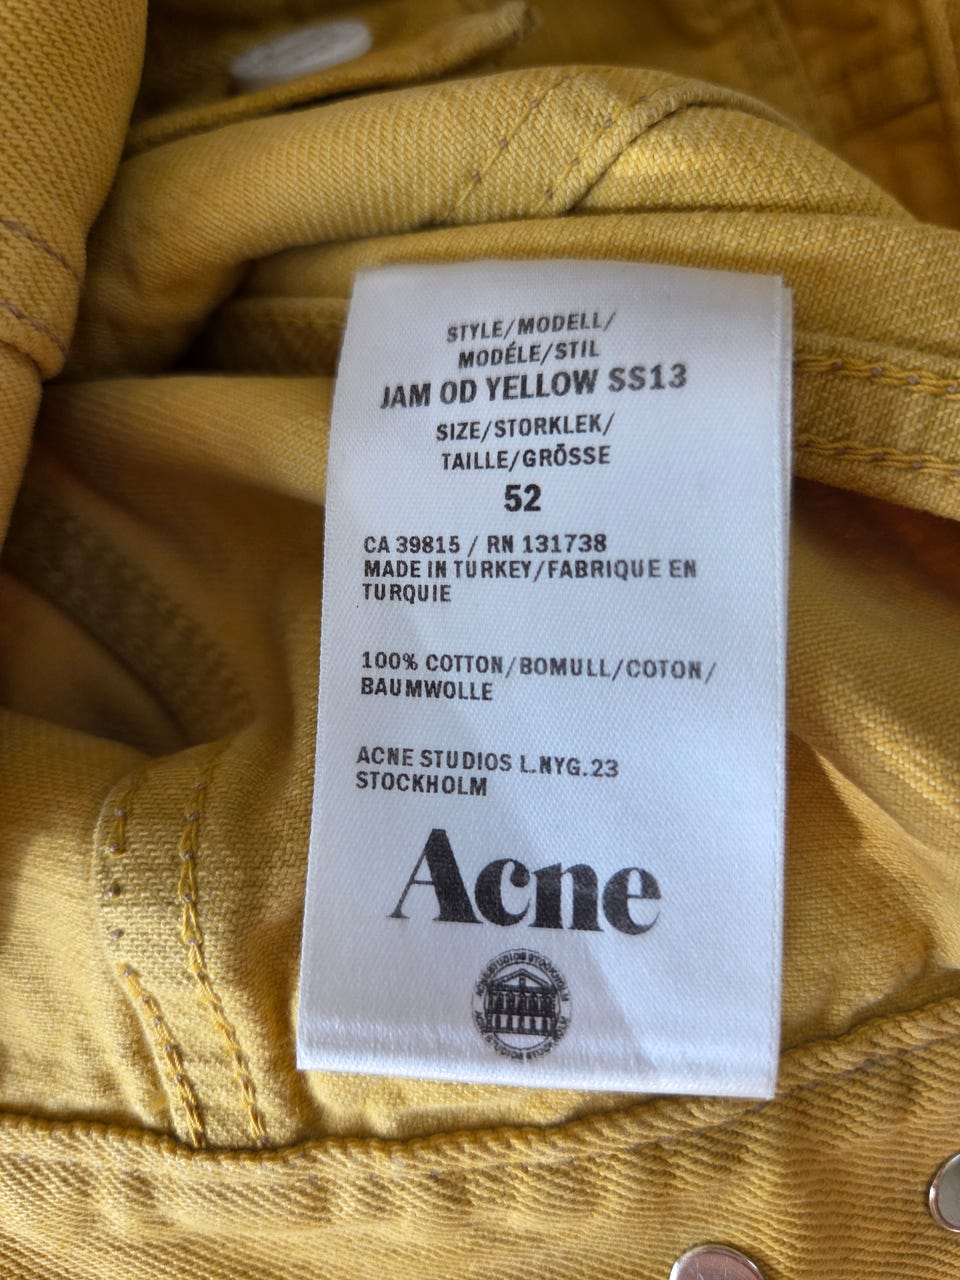 STYLE/MODELL/
MODÉLE/STIL
JAM OD YELLOW SS13
SIZE/STORKLEK/
TAILLE/GRÖSSE
52
CA 39815 / RN 131738
MADE IN TURKEY/FABRIQUE EN
TURQUIE
100% COTTON/BOMULL/COTON/
BAUMWOLLE
ACNE STUDIOS L.NYG.23
STOCKHOLM
Acne